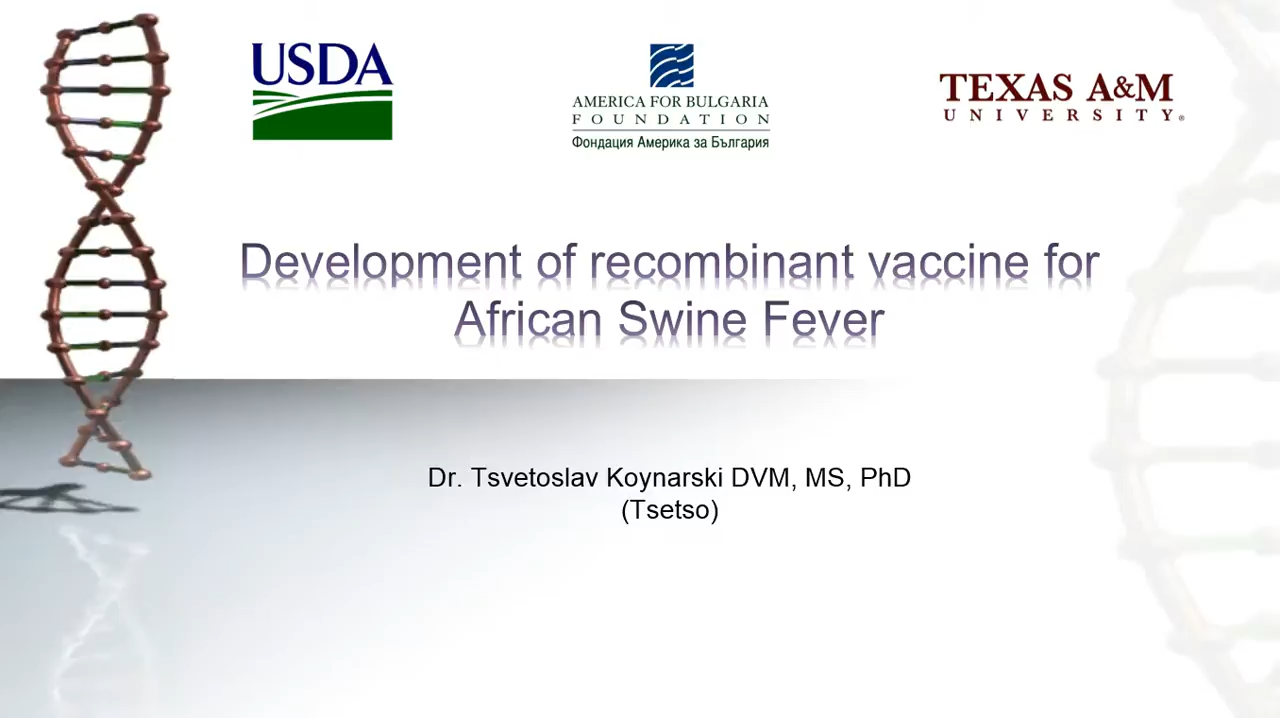 USDA
AMERICA FOR BULGARIA
FOUNDATION
Фондация Америка за България
TEXAS A&M
UNIVERSITY®
Development of recombinant vaccine for
African Swine Fever
Dr. Tsvetoslav Koynarski DVM, MS, PhD
(Tsetso)